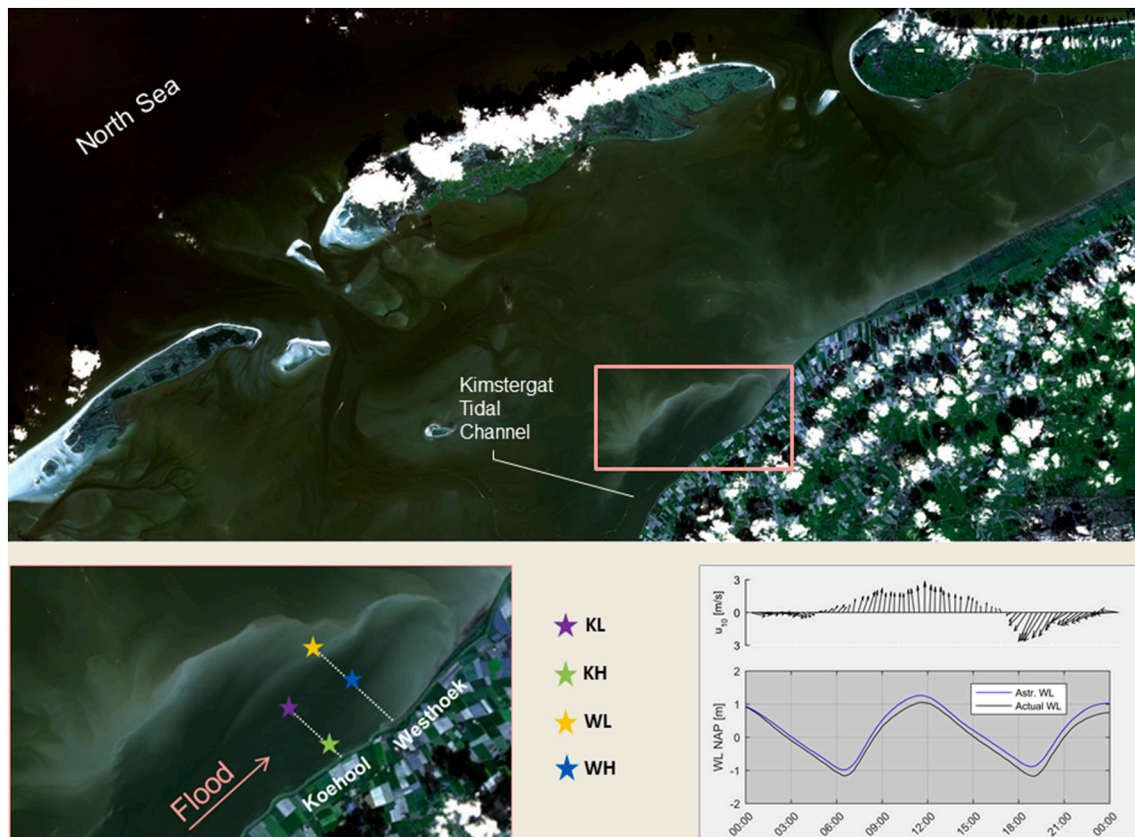 North Sea
Kimstergat
Tidal
Channel
Flood
Koehool
Westhoek
KL
KH
WL
WH
3
0
3
u10 [m/s]
2
1
0
-1
-2
WL NAP [m]
Astr. WL
Actual WL
00:00
03:00
06:00
09:00
12:00
15:00
18:00
21:00
00:00